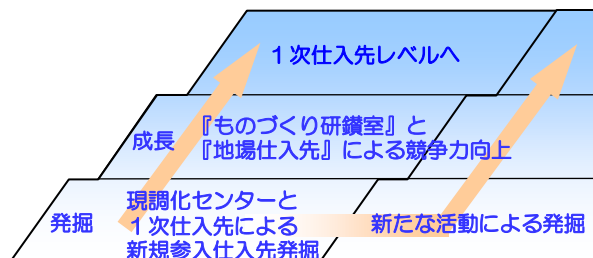 1次仕入先レベルへ
成長
『ものづくり研鑽室』と
『地場仕入先』による競争力向上
発掘
現調化センターと
1次仕入先による
新規参入仕入先発掘
新たな活動による発掘